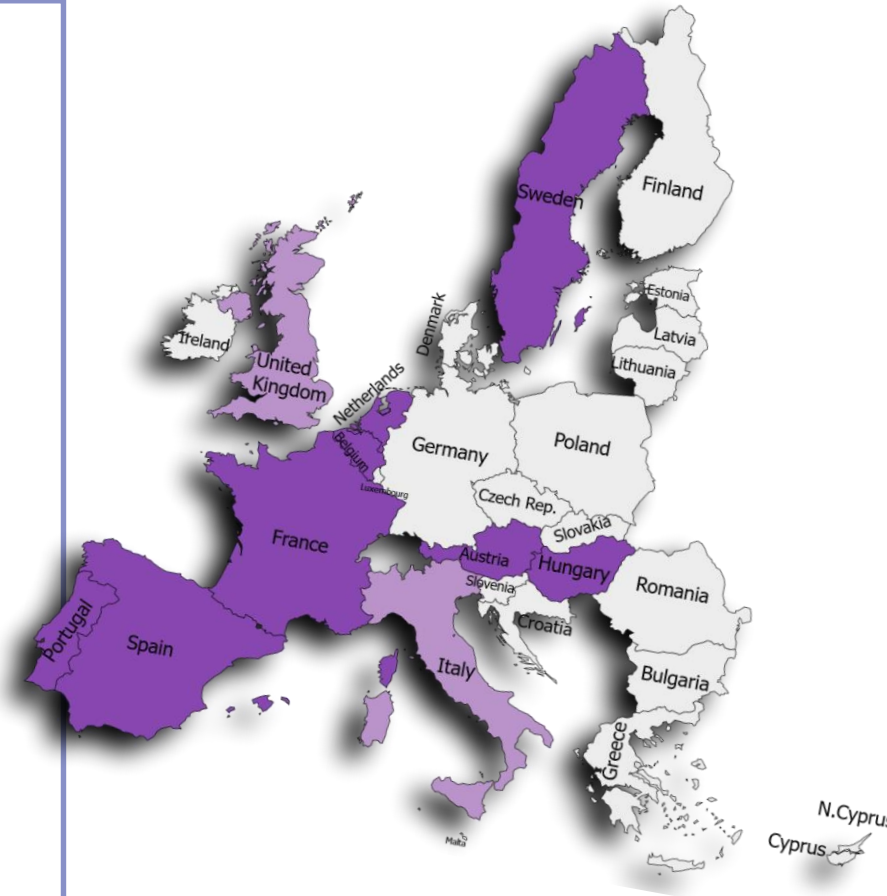 Sweden
Finland
Estonia
Latvia
Lithuania
Denmark
Ireland
United
Kingdom
Netherlands
Belgium
Luxembourg
Germany
Poland
Czech Rep.
Slovakia
France
Austria
Hungary
Slovenia
Croatia
Romania
Portugal
Spain
Italy
Bulgaria
Greece
Malta
N.Cyprus
Cyprus